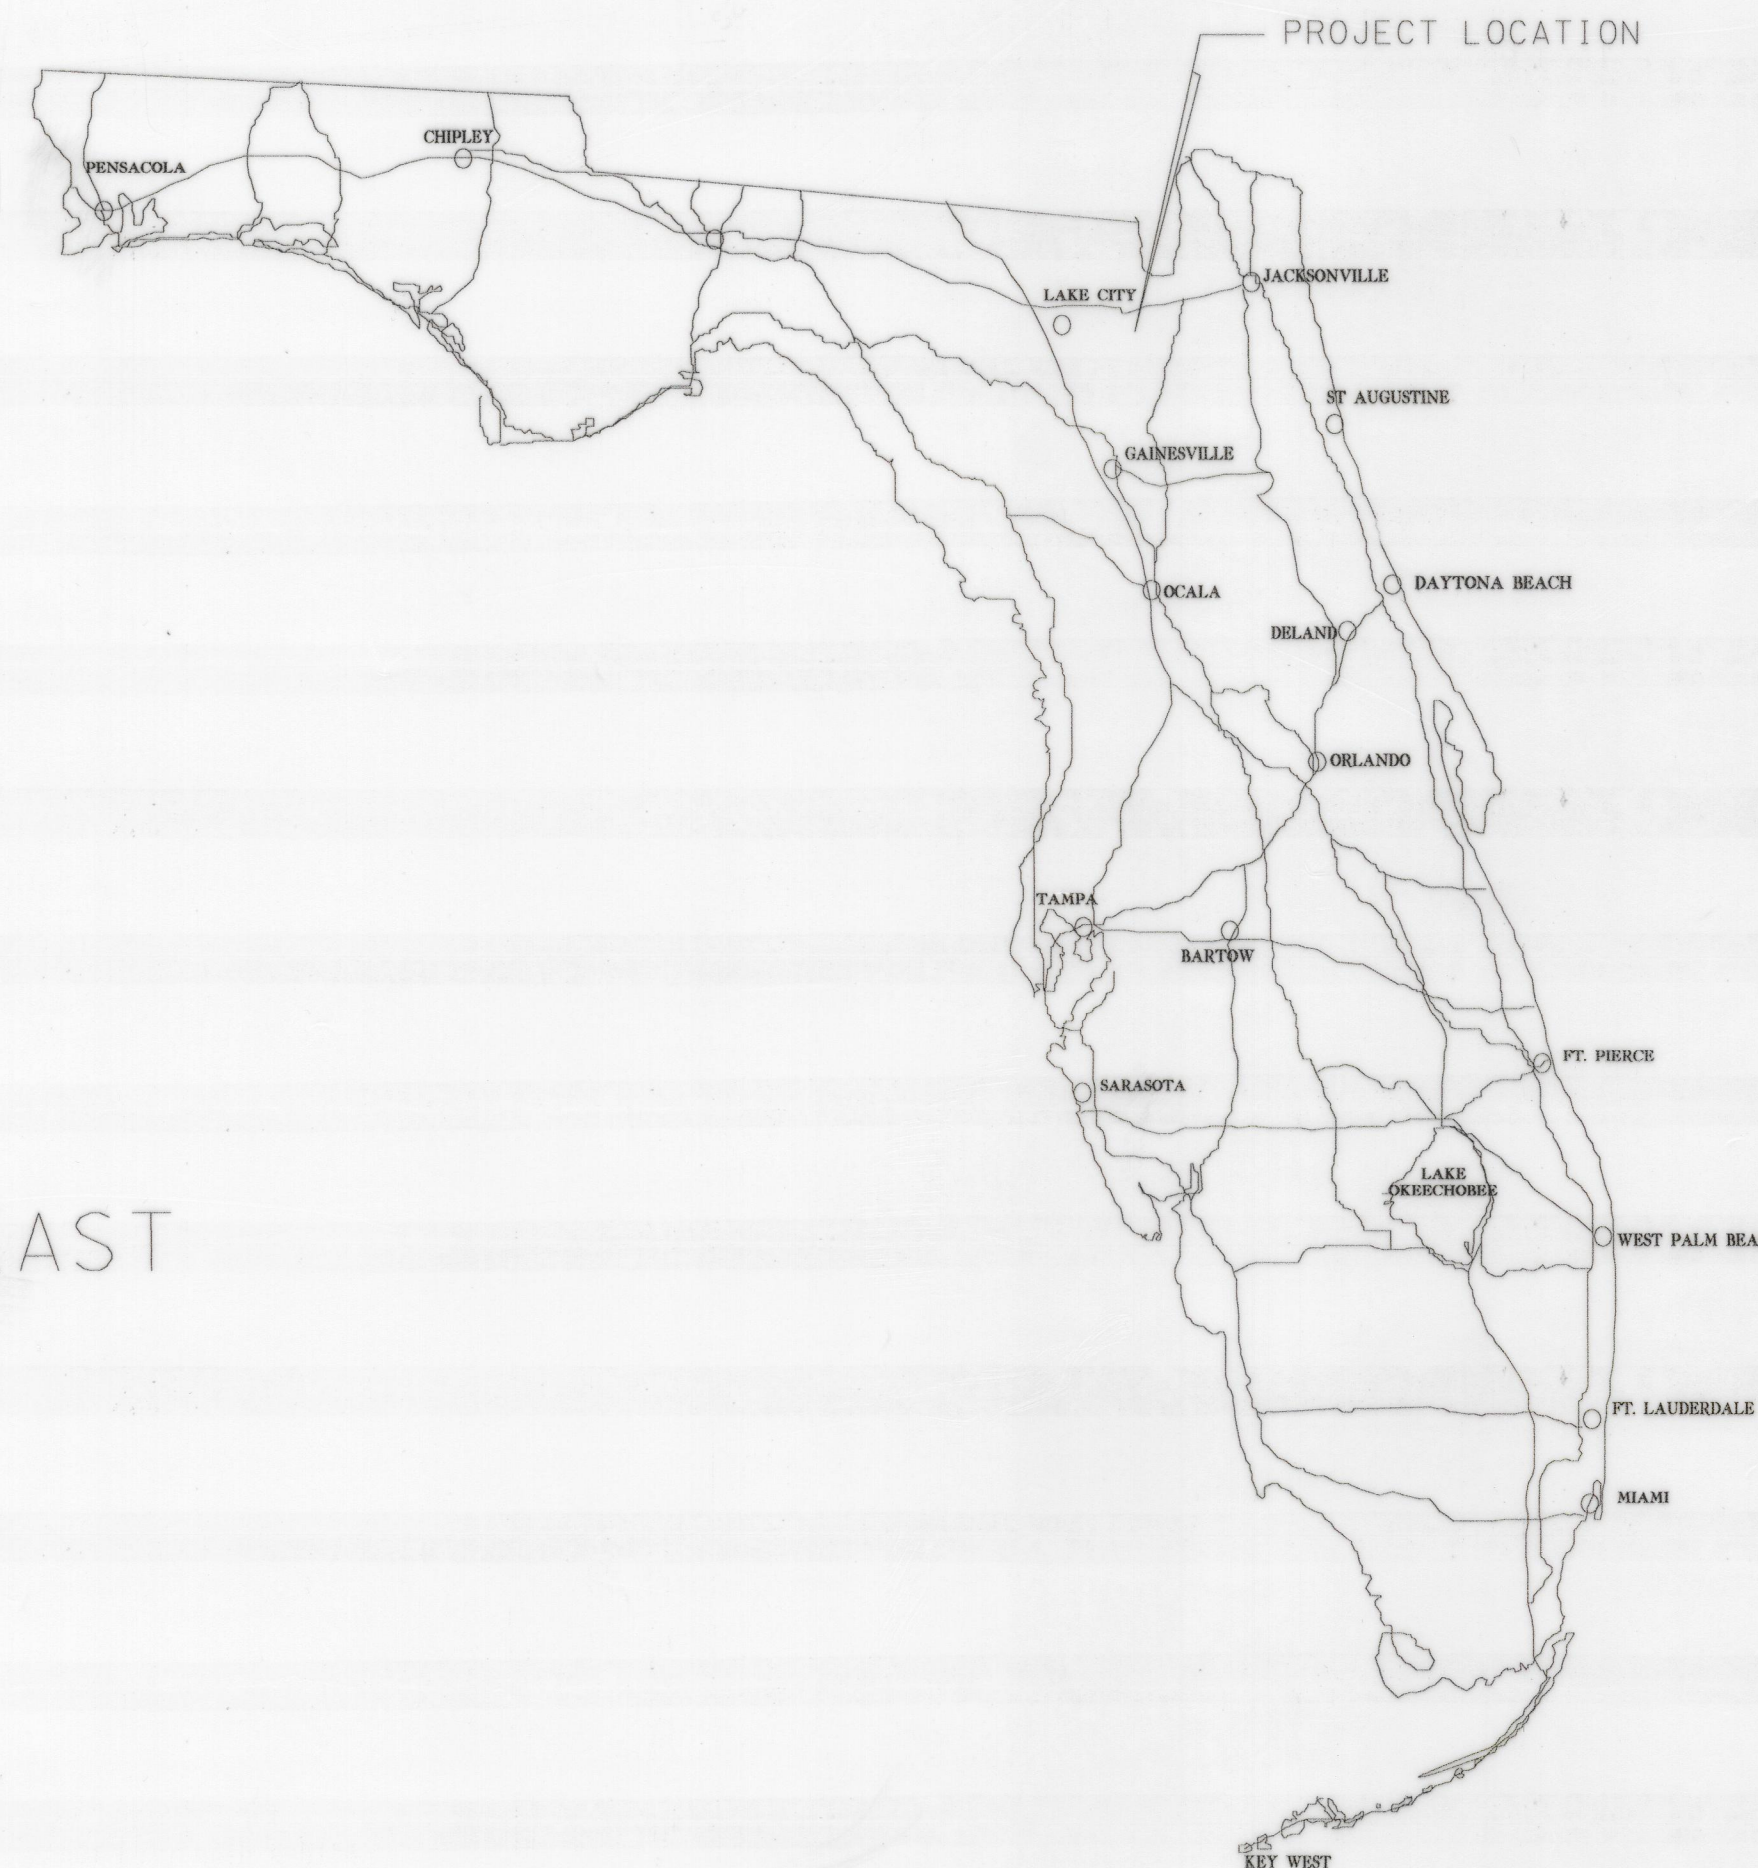 PROJECT LOCATION
CHIPLEY
PENSACOLA
JACKSONVILLE
LAKE CITY
ST AUGUSTINE
GAINESVILLE
DAYTONA BEACH
OCALA
DELAND
ORLANDO
TAMPA
BARTOW
FT. PIERCE
SARASOTA
LAKE
OKEECHOBEE
AST
WEST PALM BEA
FT. LAUDERDALE
MIAMI
KEY WEST